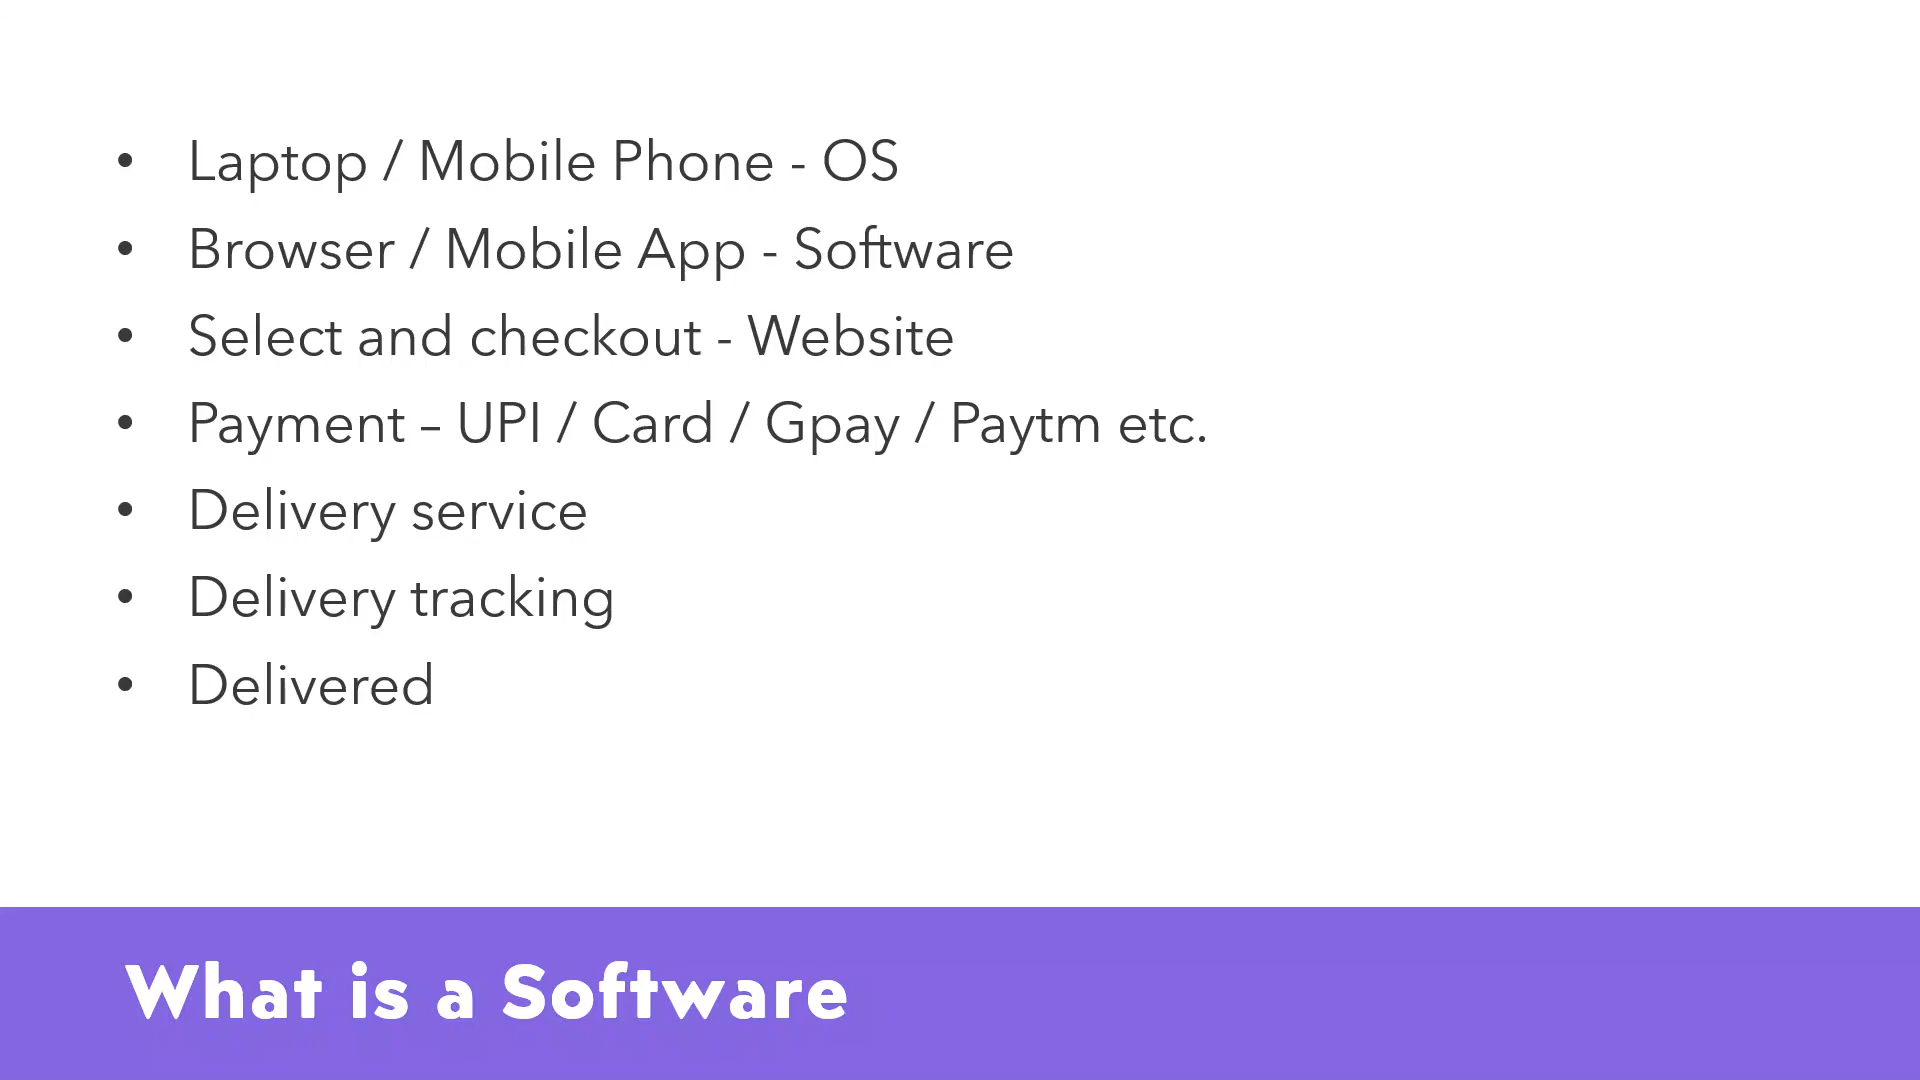 • Laptop / Mobile Phone - OS
• Browser / Mobile App - Software
• Select and checkout - Website
• Payment – UPI / Card / Gpay / Paytm etc.
• Delivery service
• Delivery tracking
• Delivered
What is a Software